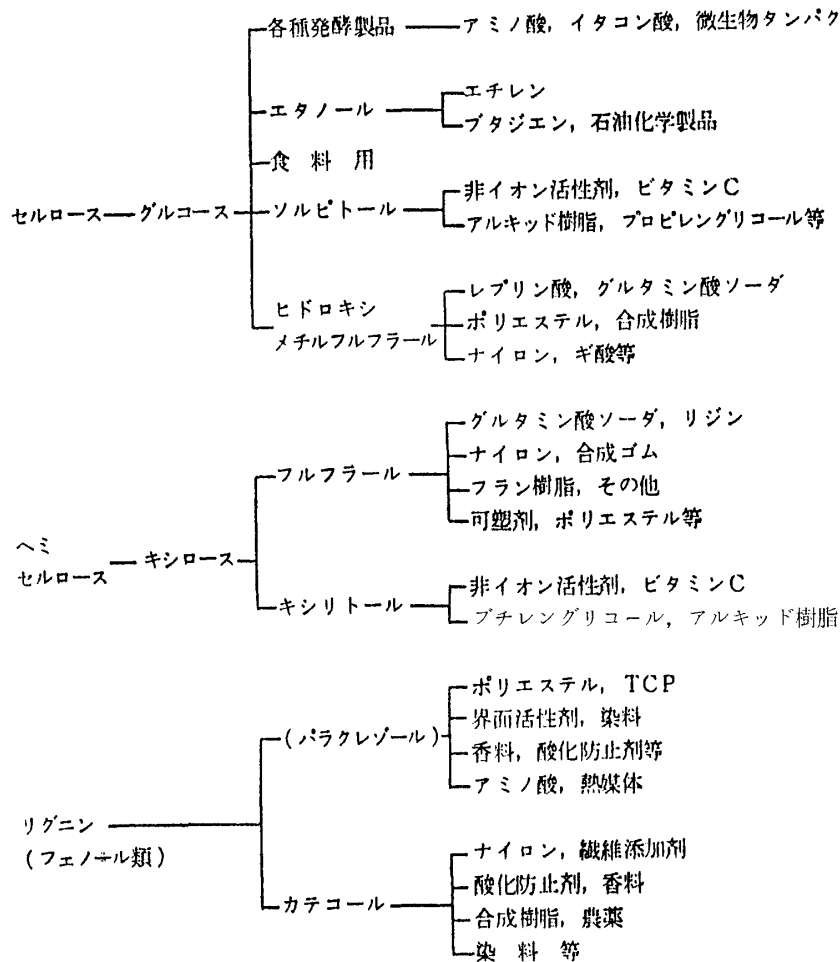 各種発酵製品 アミノ酸，イタコン酸，微生物タンパク
エタノール
エチレン
ブタジエン，石油化学製品
食料用
セルロース グルコース ソルビトール
非イオン活性剤，ビタミンC
アルキッド樹脂，プロピレングリコール等
ヒドロキシ
メチルフルフラール
レブリン酸，グルタミン酸ソーダ
ポリエステル，合成樹脂
ナイロン，ギ酸等
ヘミ
セルロース キシロース
フルフラール
グルタミン酸ソーダ，リジン
ナイロン，合成ゴム
フラン樹脂，その他
可塑剤，ポリエステル等
キシリトール
非イオン活性剤，ビタミンC
ブチレングリコール，アルキッド樹脂
リグニン
(フェノール類)
(パラクレゾール)
ポリエステル，TCP
界面活性剤，染料
香料，酸化防止剤等
アミノ酸，熱媒体
カテコール
ナイロン，繊維添加剤
酸化防止剤，香料
合成樹脂，農薬
染料等